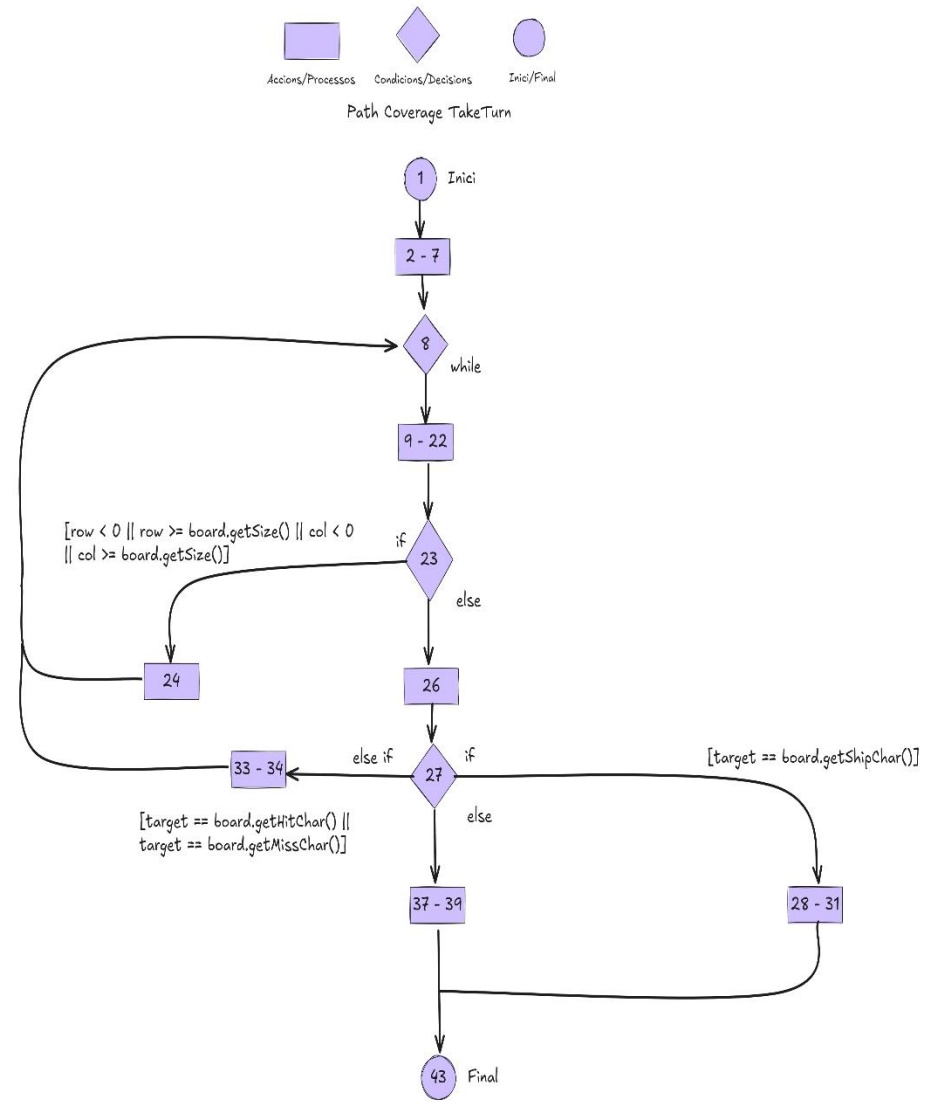 Accions/Processos
Condicions/Decisions
Inici/Final
Path Coverage TakeTurn
1
Inici
2 - 7
8
while
9 - 22
[row < 0 || row >= board.getSize() || col < 0
|| col >= board.getSize()]
if
23
else
24
26
33 - 34
else if
27
if
[target == board.getShipChar()]
else
[target == board.getHitChar() ||
target == board.getMissChar()]
37 - 39
28 - 31
43
Final